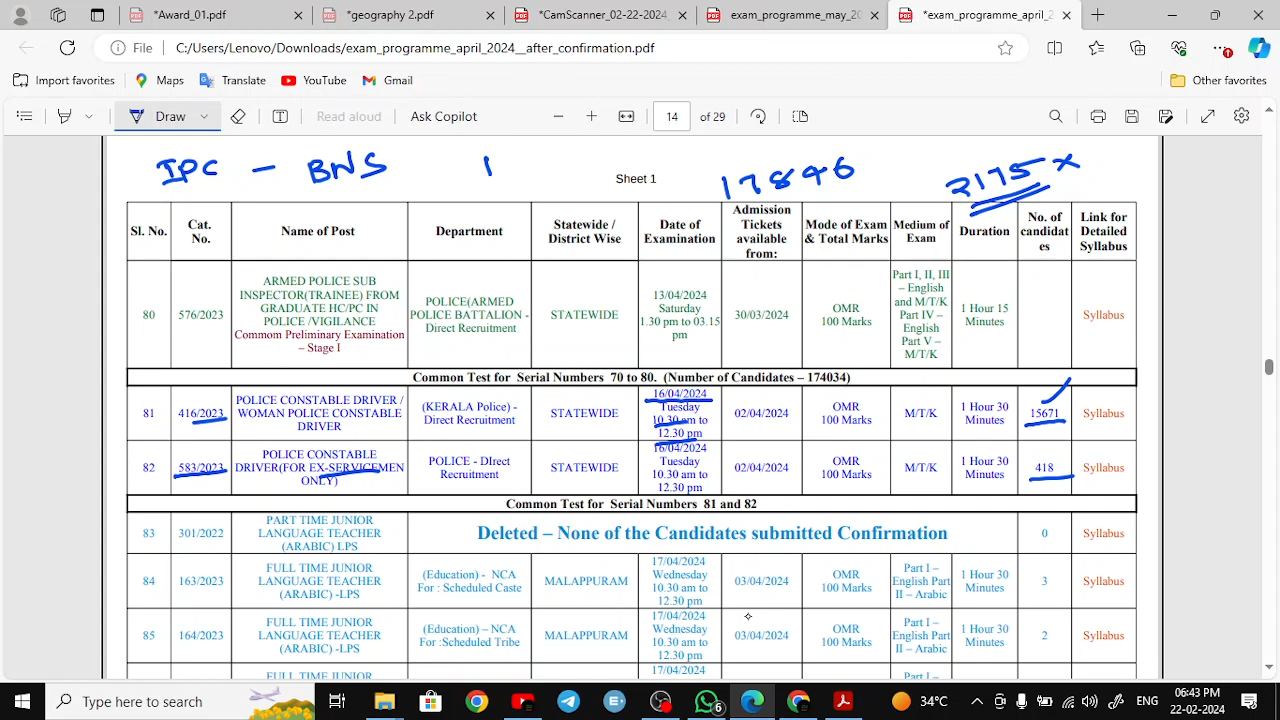 *Award_01.pdf
*geography 2.pdf
*Camscanner_02-22-2024
exam_programme_may_20
*exam_programme_april_2
File
C:/Users/Lenovo/Downloads/exam_programme_april_2024__after_confirmation.pdf
Import favorites
Maps
Translate
YouTube
Gmail
Other favorites
Draw
Read aloud
Ask Copilot
14
of 29
IPC - BNS 1
17846
2175 x
Sheet 1
Sl. No. Cat. No. Name of Post Department Statewide / District Wise Date of Examination Admission Tickets available from: Mode of Exam & Total Marks Medium of Exam Duration No. of candidat es Link for Detailed Syllabus
80 576/2023 ARMED POLICE SUB INSPECTOR(TRAINEE) FROM GRADUATE HC/PC IN POLICE /VIGILANCE Commom Preliminary Examination – Stage I POLICE(ARMED POLICE BATTALION - Direct Recruitment STATEWIDE 13/04/2024 Saturday 1.30 pm to 03.15 pm 30/03/2024 OMR 100 Marks Part I, II, III – English and M/T/K Part IV – English Part V – M/T/K 1 Hour 15 Minutes Syllabus
Common Test for Serial Numbers 70 to 80. (Number of Candidates – 174034)
81 416/2023 POLICE CONSTABLE DRIVER / WOMAN POLICE CONSTABLE DRIVER (KERALA Police) - Direct Recruitment STATEWIDE 16/04/2024 Tuesday 10.30 am to 12.30 pm 02/04/2024 OMR 100 Marks M/T/K 1 Hour 30 Minutes 15671 Syllabus
82 583/2023 POLICE CONSTABLE DRIVER(FOR EX-SERVICEMEN ONLY) POLICE - DIrect Recruitment STATEWIDE 16/04/2024 Tuesday 10.30 am to 12.30 pm 02/04/2024 OMR 100 Marks M/T/K 1 Hour 30 Minutes 418 Syllabus
Common Test for Serial Numbers 81 and 82
83 301/2022 PART TIME JUNIOR LANGUAGE TEACHER (ARABIC) LPS Deleted – None of the Candidates submitted Confirmation 0 Syllabus
84 163/2023 FULL TIME JUNIOR LANGUAGE TEACHER (ARABIC) -LPS (Education) - NCA For : Scheduled Caste MALAPPURAM 17/04/2024 Wednesday 10.30 am to 12.30 pm 03/04/2024 OMR 100 Marks Part I – English Part II – Arabic 1 Hour 30 Minutes 3 Syllabus
85 164/2023 FULL TIME JUNIOR LANGUAGE TEACHER (ARABIC) -LPS (Education) – NCA For :Scheduled Tribe MALAPPURAM 17/04/2024 Wednesday 10.30 am to 12.30 pm 03/04/2024 OMR 100 Marks Part I – English Part II – Arabic 1 Hour 30 Minutes 2 Syllabus
FULL TIME JUNIOR 17/04/2024 Part I –
Type here to search
6
34°C
ENG
06:43 PM
22-02-2024